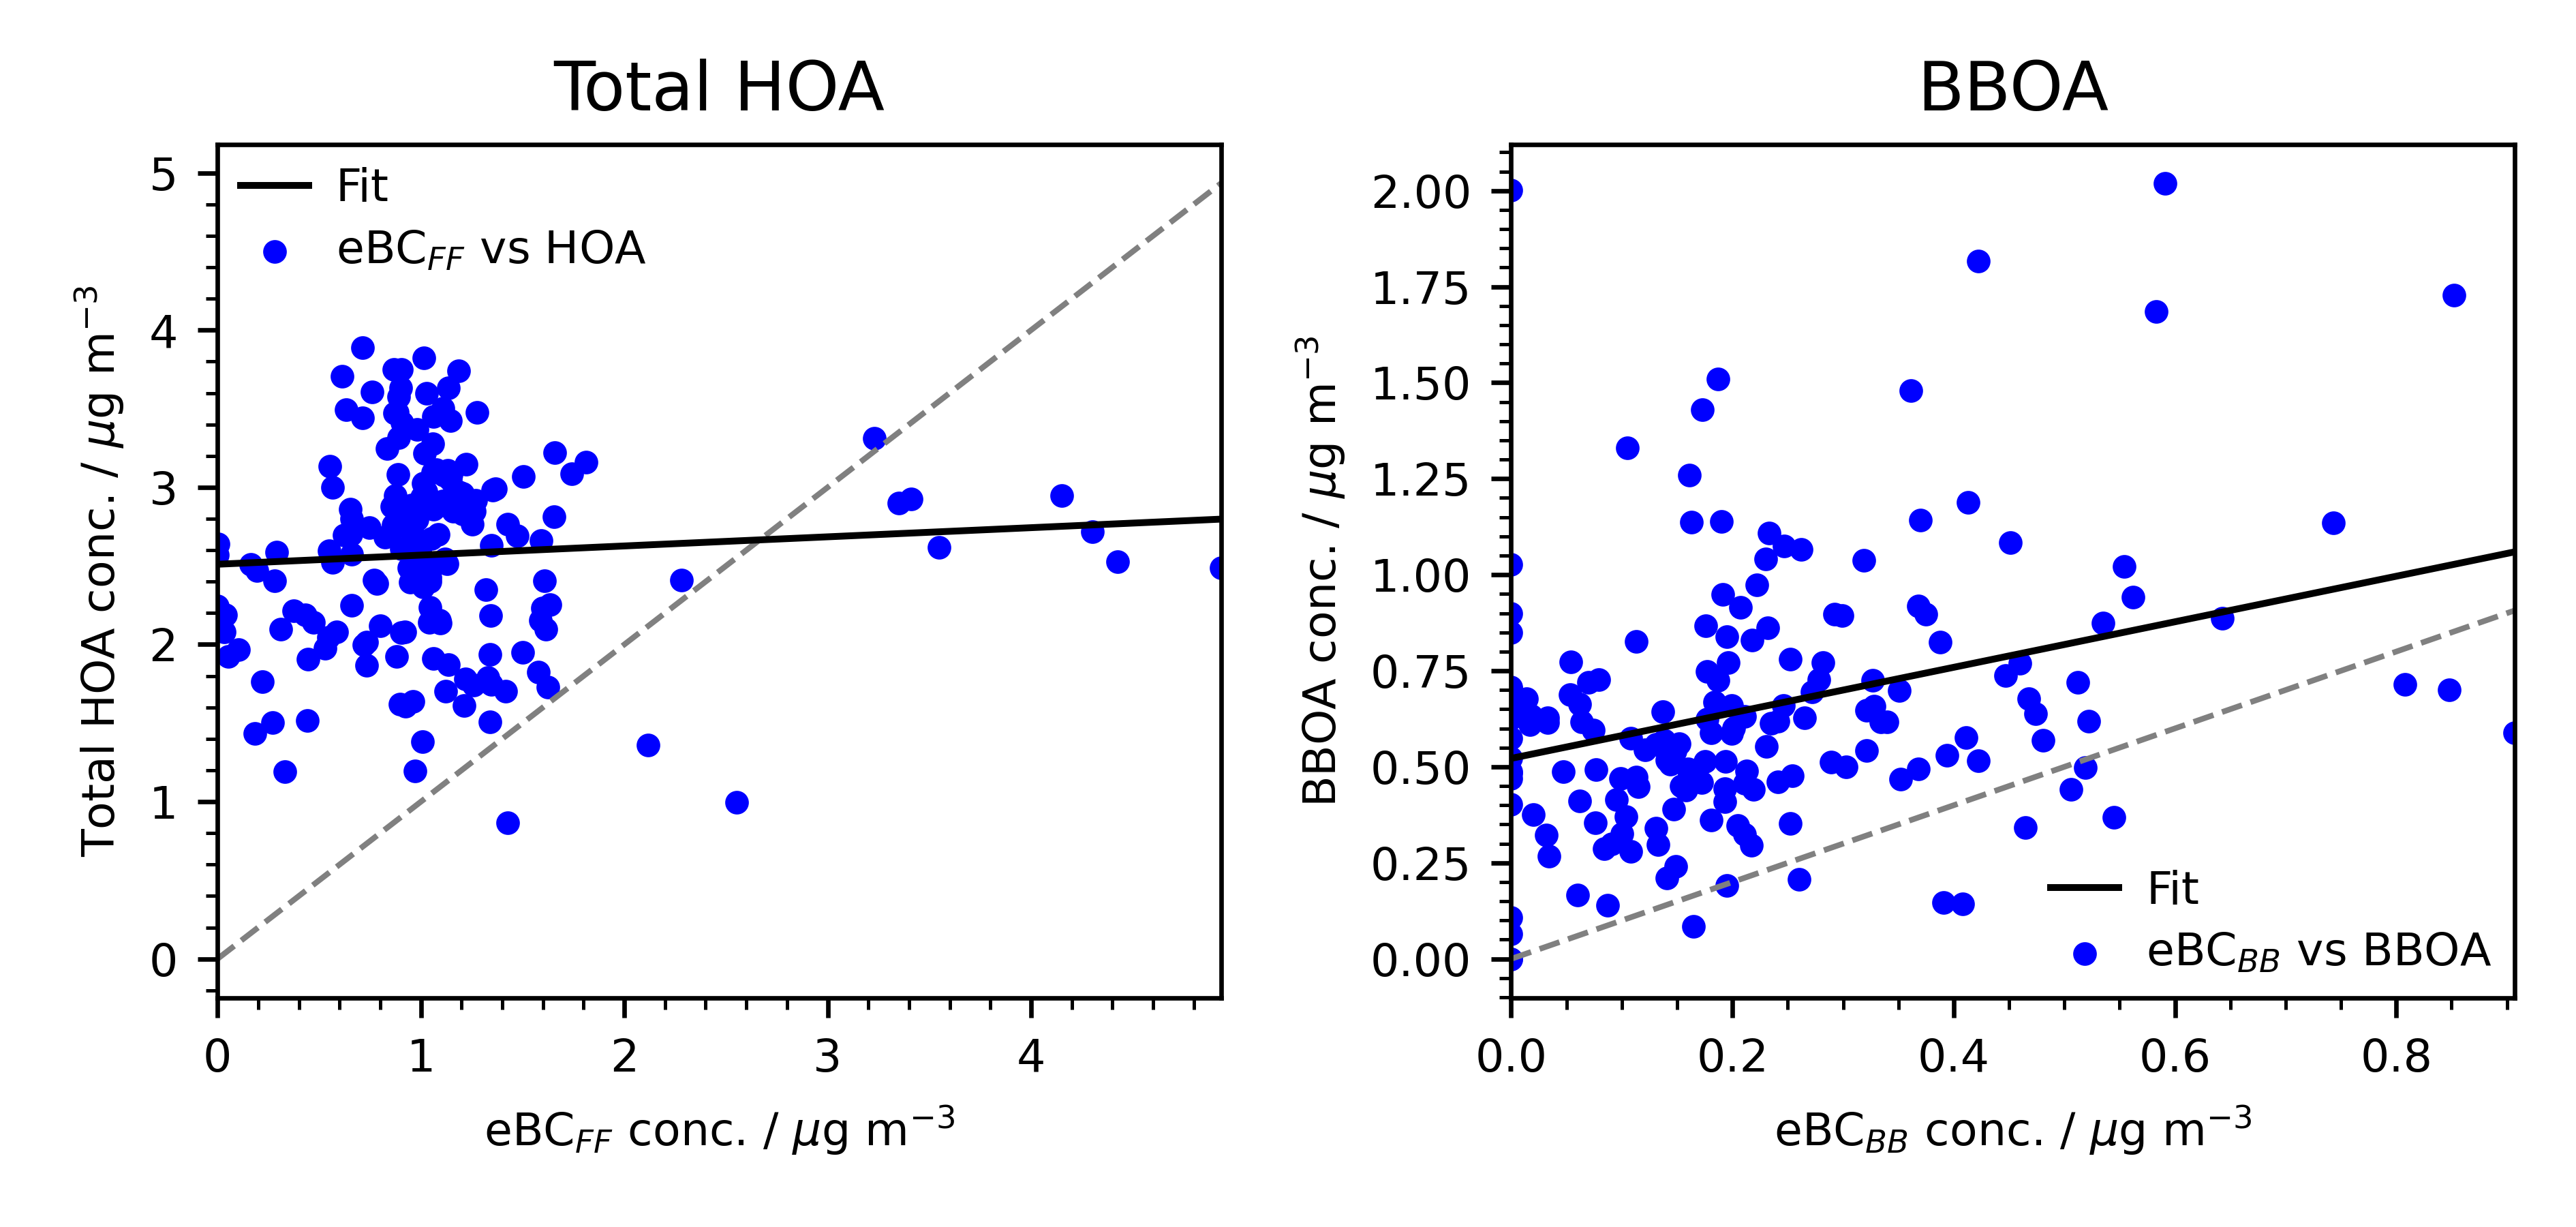 Total HOA
5
4
3
2
1
0
Total HOA conc. / μg m⁻³
Fit
eBC_FF vs HOA
0 1 2 3 4
eBC_FF conc. / μg m⁻³
BBOA
2.00
1.75
1.50
1.25
1.00
0.75
0.50
0.25
0.00
BBOA conc. / μg m⁻³
Fit
eBC_BB vs BBOA
0.0 0.2 0.4 0.6 0.8
eBC_BB conc. / μg m⁻³